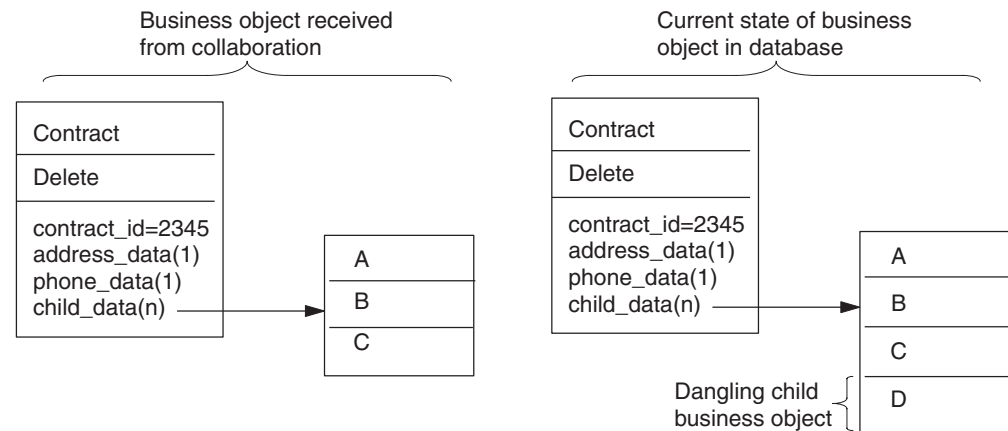 Business object received
from collaboration
Contract
Delete
contract_id=2345
address_data(1)
phone_data(1)
child_data(n)
A
B
C
Current state of business
object in database
Contract
Delete
contract_id=2345
address_data(1)
phone_data(1)
child_data(n)
A
B
C
D
Dangling child
business object